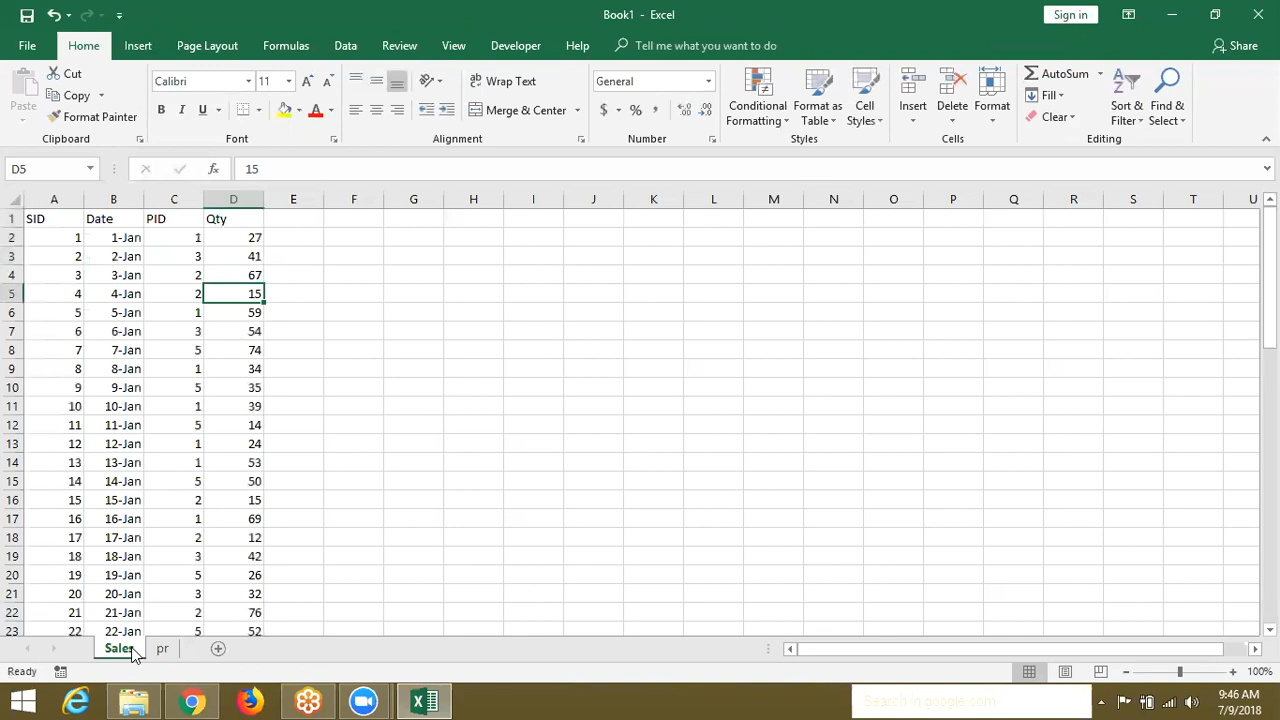 Book1 - Excel
Sign in
File Home Insert Page Layout Formulas Data Review View Developer Help Tell me what you want to do Share
Paste Cut Copy Format Painter
Clipboard
Calibri 11
B I U A
Font
Wrap Text
Merge & Center
Alignment
General
$ % ,
Number
Conditional Formatting Format as Table Cell Styles
Styles
Insert Delete Format
Cells
AutoSum Fill Clear Sort & Filter Find & Select
Editing
D5 fx 15
A B C D E F G H I J K L M N O P Q R S T U
1 SID Date PID Qty
2 1 1-Jan 1 27
3 2 2-Jan 3 41
4 3 3-Jan 2 67
5 4 4-Jan 2 15
6 5 5-Jan 1 59
7 6 6-Jan 3 54
8 7 7-Jan 5 74
9 8 8-Jan 1 34
10 9 9-Jan 5 35
11 10 10-Jan 1 39
12 11 11-Jan 5 14
13 12 12-Jan 1 24
14 13 13-Jan 1 53
15 14 14-Jan 5 50
16 15 15-Jan 2 15
17 16 16-Jan 1 69
18 17 17-Jan 2 12
19 18 18-Jan 3 42
20 19 19-Jan 5 26
21 20 20-Jan 3 32
22 21 21-Jan 2 76
23 22 22-Jan 5 52
Sales pr
Ready 100%
Search in google.com
9:46 AM
7/9/2018